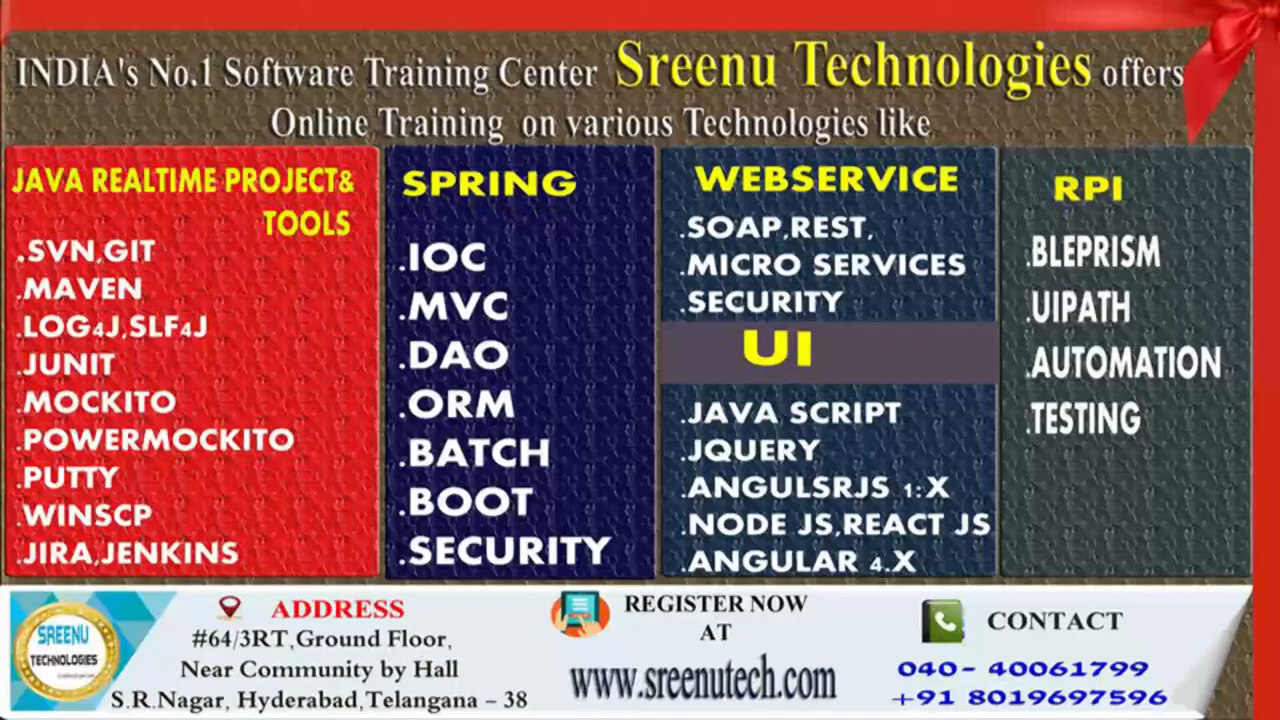 INDIA's No.1 Software Training Center Sreenu Technologies offers
Online Training on various Technologies like
JAVA REALTIME PROJECT&
TOOLS
.SVN,GIT
.MAVEN
.LOG4J,SLF4J
.JUNIT
.MOCKITO
.POWERMOCKITO
.PUTTY
.WINSCP
.JIRA,JENKINS
SPRING
.IOC
.MVC
.DAO
.ORM
.BATCH
.BOOT
.SECURITY
WEBSERVICE
.SOAP,REST,
.MICRO SERVICES
.SECURITY
UI
.JAVA SCRIPT
.JQUERY
.ANGULSRJS 1:X
.NODE JS,REACT JS
.ANGULAR 4.X
RPI
.BLEPRISM
.UIPATH
.AUTOMATION
.TESTING
SREENU
TECHNOLOGIES
ADDRESS
#64/3RT,Ground Floor,
Near Community by Hall
S.R.Nagar, Hyderabad,Telangana – 38
REGISTER NOW
AT
www.sreenutech.com
CONTACT
040- 40061799
+91 8019697596